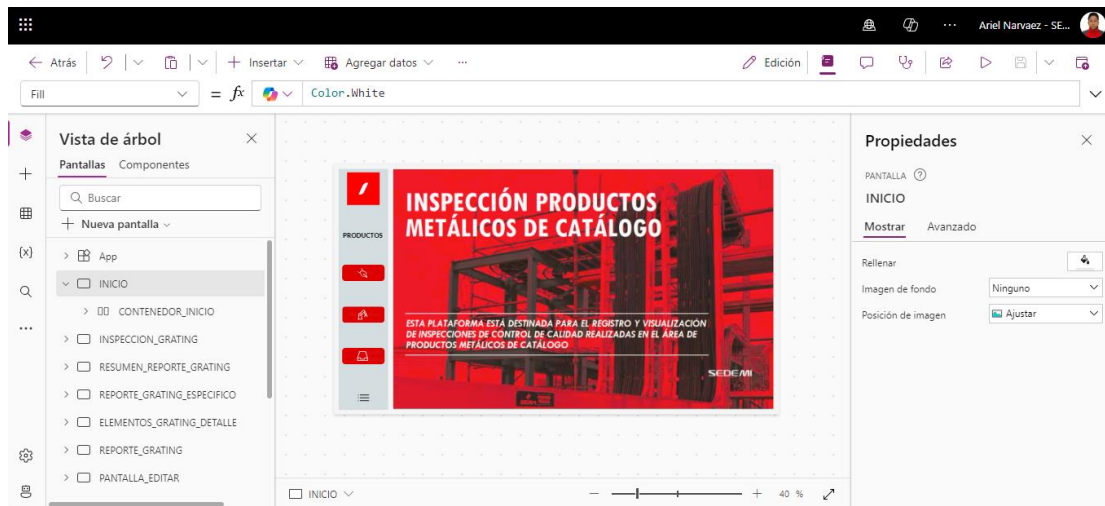 Ariel Narvaez - SE...
Atrás
Insertar
Agregar datos
Edición
Fill
= fx
Color.White
Vista de árbol
Pantallas Componentes
Buscar
Nueva pantalla
App
INICIO
CONTENEDOR_INICIO
INSPECCION_GRATING
RESUMEN_REPORTE_GRATING
REPORTE_GRATING_ESPECIFICO
ELEMENTOS_GRATING_DETALLE
REPORTE_GRATING
PANTALLA_EDITAR
PRODUCTOS
INSPECCIÓN PRODUCTOS
METÁLICOS DE CATÁLOGO
ESTA PLATAFORMA ESTÁ DESTINADA PARA EL REGISTRO Y VISUALIZACIÓN
DE INSPECCIONES DE CONTROL DE CALIDAD REALIZADAS EN EL ÁREA DE
PRODUCTOS METÁLICOS DE CATÁLOGO
SEDEMI
INICIO
40 %
Propiedades
PANTALLA
INICIO
Mostrar Avanzado
Rellenar
Imagen de fondo Ninguno
Posición de imagen Ajustar